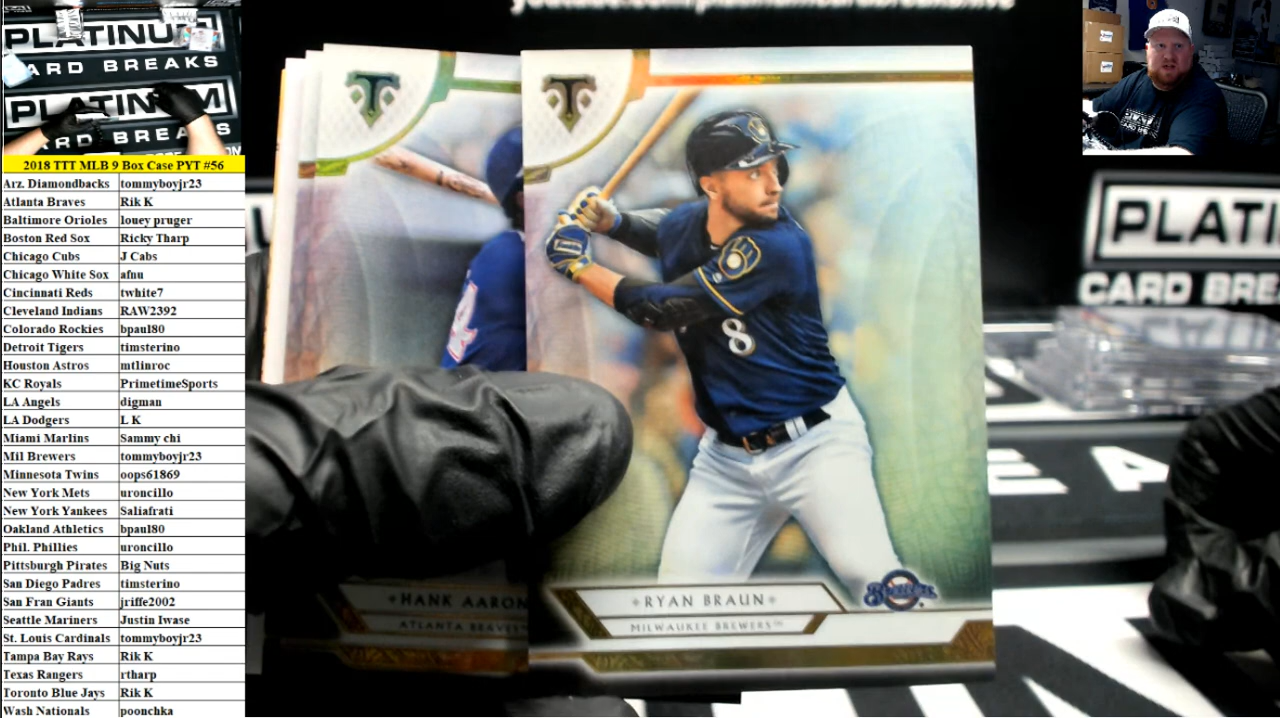 PLATINUM
CARD BREAKS
PLATINUM
CARD BREAKS
2018 TTT MLB 9 Box Case PYT #56
Arz. Diamondbacks tommyboyjr23
Atlanta Braves Rik K
Baltimore Orioles louey pruger
Boston Red Sox Ricky Tharp
Chicago Cubs J Cabs
Chicago White Sox afnu
Cincinnati Reds twhite7
Cleveland Indians RAW2392
Colorado Rockies bpaul80
Detroit Tigers timsterino
Houston Astros mtlinroc
KC Royals PrimetimeSports
LA Angels digman
LA Dodgers L K
Miami Marlins Sammy chi
Mil Brewers tommyboyjr23
Minnesota Twins oops61869
New York Mets uroncillo
New York Yankees Saliafrati
Oakland Athletics bpaul80
Phil. Phillies uroncillo
Pittsburgh Pirates Big Nuts
San Diego Padres timsterino
San Fran Giants jriffe2002
Seattle Mariners Justin Iwase
St. Louis Cardinals tommyboyjr23
Tampa Bay Rays Rik K
Texas Rangers rtharp
Toronto Blue Jays Rik K
Wash Nationals poonchka
T
T
8
4
HANK AARON
ATLANTA BRAVES™
RYAN BRAUN
MILWAUKEE BREWERS™
Brewers
PLATI
CARD BRE
E A